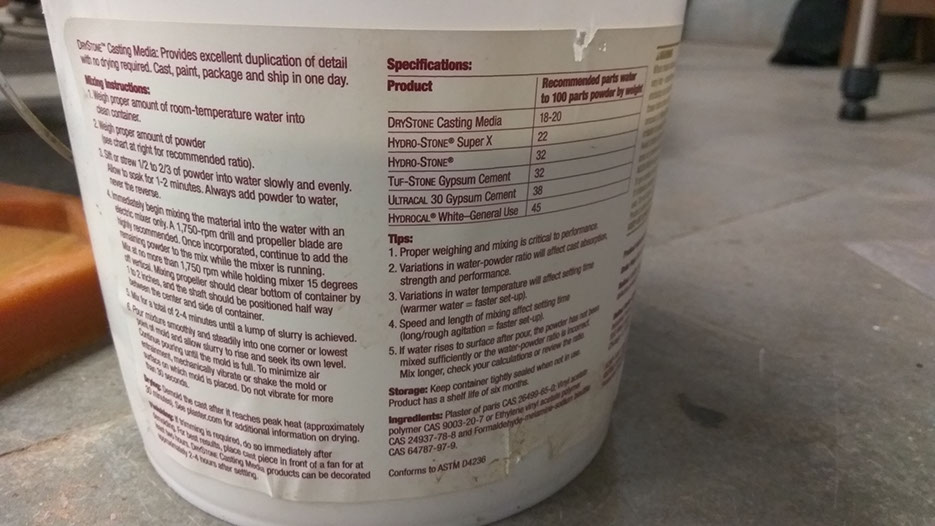 DRYSTONE™ Casting Media: Provides excellent duplication of detail
with no drying required. Cast, paint, package and ship in one day.
Mixing Instructions:
1. Weigh proper amount of room-temperature water into
clean container.
2. Weigh proper amount of powder
(see chart at right for recommended ratio).
3. Sift or strew 1/2 to 2/3 of powder into water slowly and evenly.
Allow to soak for 1-2 minutes. Always add powder to water,
never the reverse.
4. Immediately begin mixing the material into the water with an
electric mixer only. A 1,750-rpm drill and propeller blade are
highly recommended. Once incorporated, continue to add the
remaining powder to the mix while the mixer is running.
Mix at no more than 1,750 rpm while holding mixer 15 degrees
off vertical. Mixing propeller should clear bottom of container by
1 to 2 inches, and the shaft should be positioned half way
between the center and side of container.
5. Mix for a total of 2-4 minutes until a lump of slurry is achieved.
6. Pour mixture smoothly and steadily into one corner or lowest
point of mold and allow slurry to rise and seek its own level.
Continue pouring until the mold is full. To minimize air
entrainment, mechanically vibrate or shake the mold or
surface on which mold is placed. Do not vibrate for more
than 30 seconds.
Drying: Demold the cast after it reaches peak heat (approximately
30 minutes). See plaster.com for additional information on drying.
If trimming is required, do so immediately after
For best results, place cast piece in front of a fan for at
hours. DRYSTONE Casting Media products can be decorated
2-4 hours after setting.
Specifications:
Product Recommended parts water
to 100 parts powder by weight
DRYSTONE Casting Media 18-20
HYDRO-STONE® Super X 22
HYDRO-STONE® 32
TUF-STONE Gypsum Cement 32
ULTRACAL 30 Gypsum Cement 38
HYDROCAL® White–General Use 45
Tips:
1. Proper weighing and mixing is critical to performance.
2. Variations in water-powder ratio will affect cast absorption,
strength and performance.
3. Variations in water temperature will affect setting time
(warmer water = faster set-up).
4. Speed and length of mixing affect setting time
(long/rough agitation = faster set-up).
5. If water rises to surface after pour, the powder has not been
mixed sufficiently or the water-powder ratio is incorrect.
Mix longer, check your calculations or review the ratio.
Storage: Keep container tightly sealed when not in use.
Product has a shelf life of six months.
Ingredients: Plaster of paris CAS 26499-65-0, Vinyl acetate
polymer CAS 9003-20-7 or Ethylene vinyl acetate polymer
CAS 24937-78-8 and Formaldehyde-melamine-sodium bisulfite
CAS 64787-97-9.
Conforms to ASTM D4236